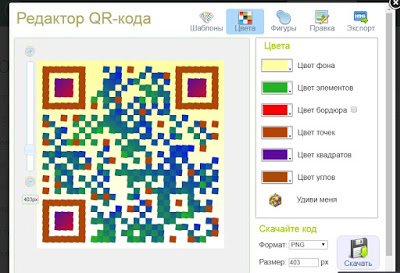 Редактор QR-кода
Шаблоны Цвета Фигуры Правка Экспорт
Цвета
Цвет фона
Цвет элементов
Цвет бордюра
Цвет точек
Цвет квадратов
Цвет углов
Удиви меня
403px
Скачайте код
Формат: PNG
Размер: 403 px
Скачать